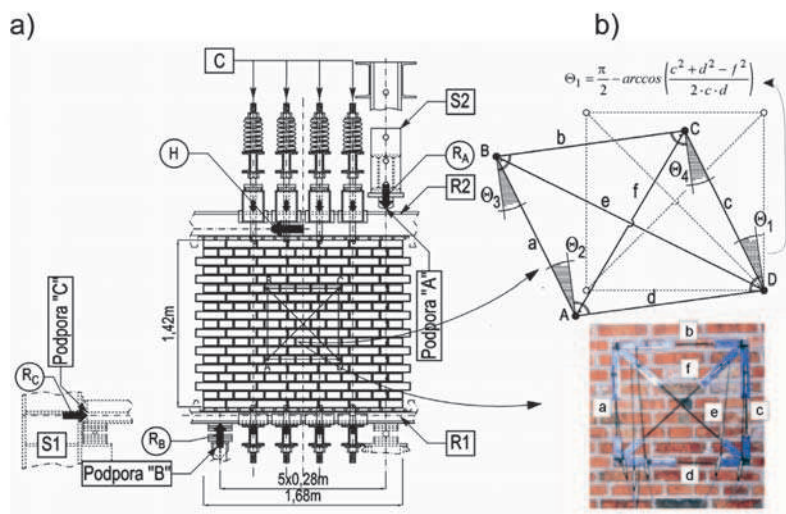 a)
C
S2
H
R_A
R2
Podpora "A"
1,42m
B
C
A
Podpora "C"
R_C
S1
R_B
Podpora "B"
R1
5x0,28m
1,68m
b)
Θ₁ = π/2 - arccos((c² + d² - f²)/(2·c·d))
B
b
C
Θ₃
e
f
Θ₄
a
c
Θ₂
Θ₁
A
d
D
b
f
a
e
c
d